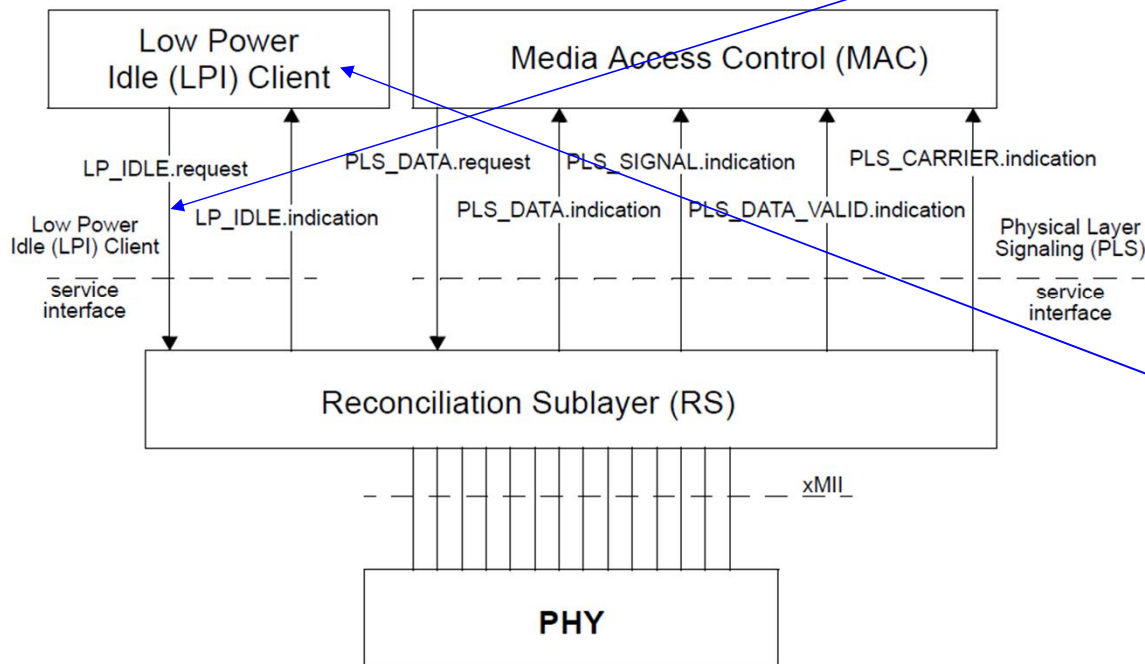 Low Power
Idle (LPI) Client
Media Access Control (MAC)
LP_IDLE.request
PLS_DATA.request
PLS_SIGNAL.indication
PLS_CARRIER.indication
LP_IDLE.indication
PLS_DATA.indication
PLS_DATA_VALID.indication
Low Power
Idle (LPI) Client
service
interface
Physical Layer
Signaling (PLS)
service
interface
Reconciliation Sublayer (RS)
xMII
PHY